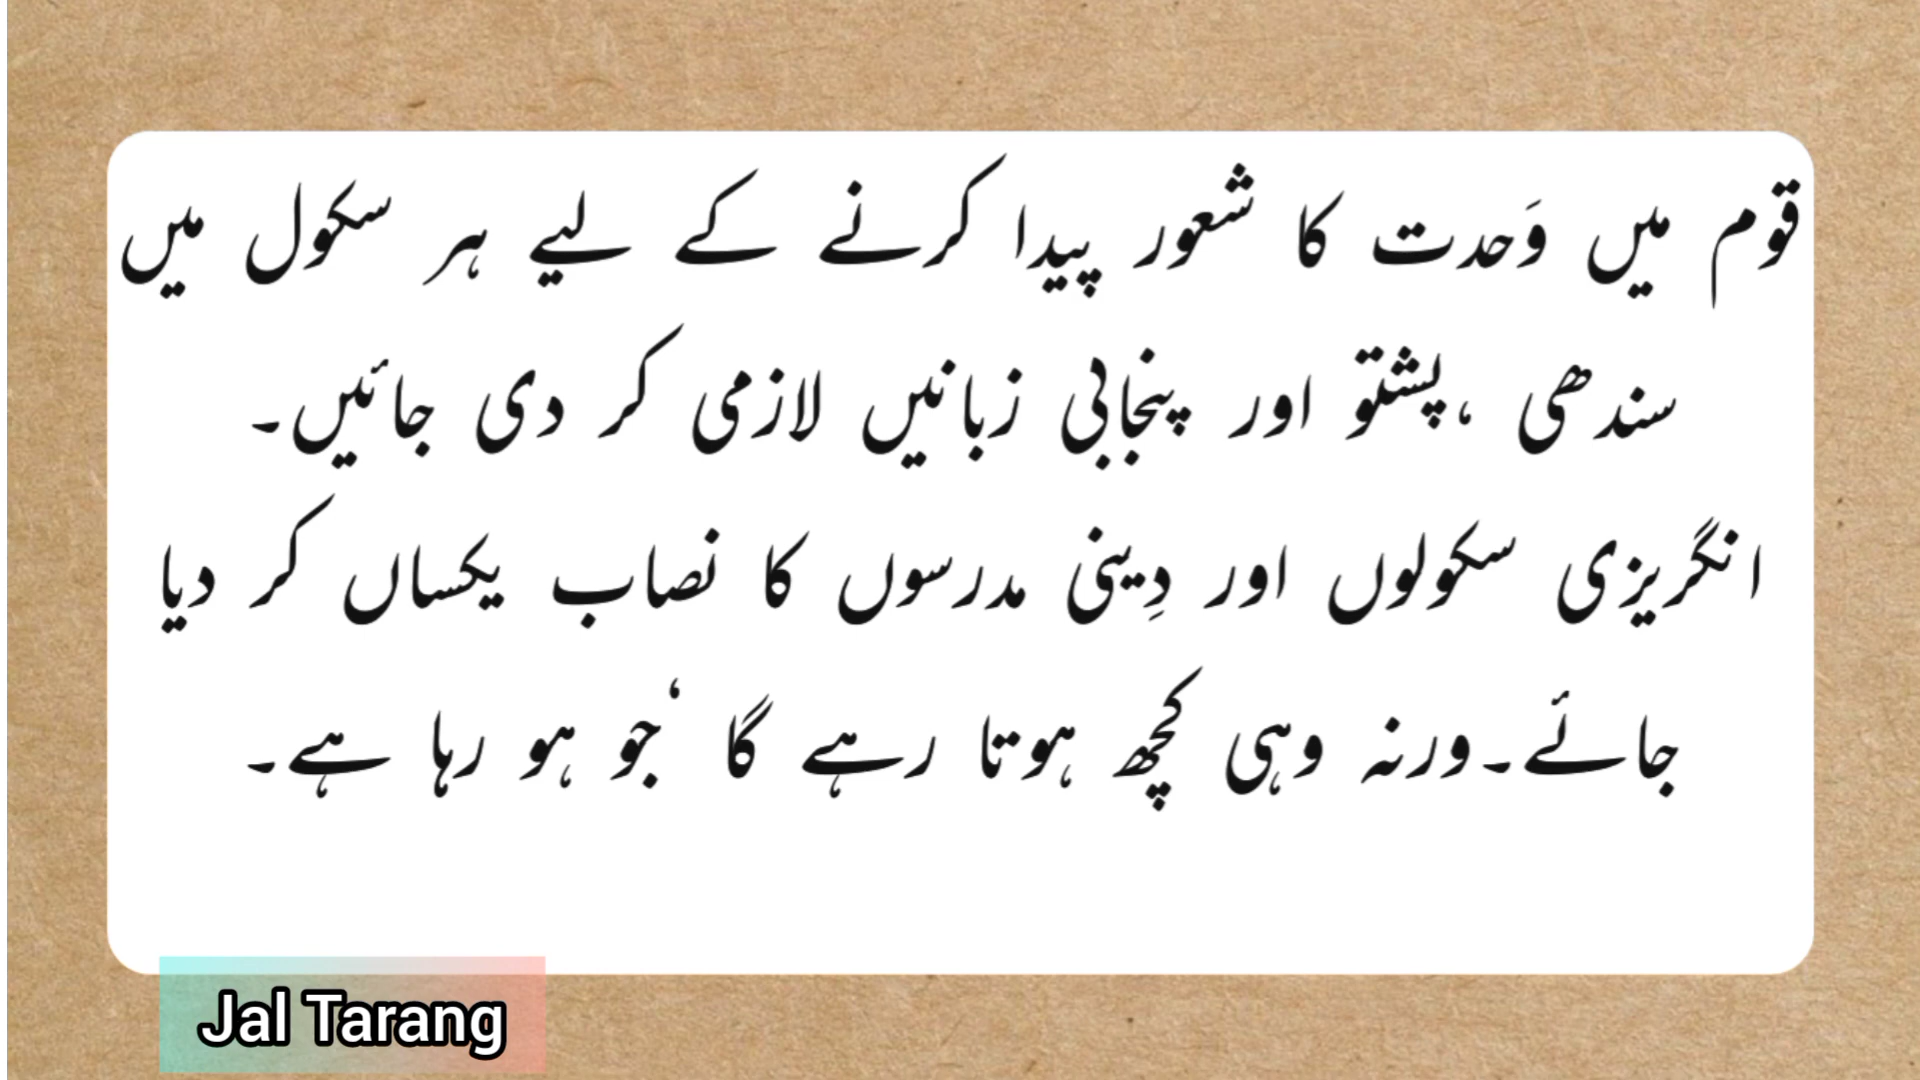 قوم میں وَحدت کا شعور پیدا کرنے کے لیے ہر سکول میں
سندھی ،پشتو اور پنجابی زبانیں لازمی کر دی جائیں۔
انگریزی سکولوں اور دِینی مدرسوں کا نصاب یکساں کر دیا
جائے۔ورنہ وہی کچھ ہوتا رہے گا ‘جو ہو رہا ہے۔
Jal Tarang